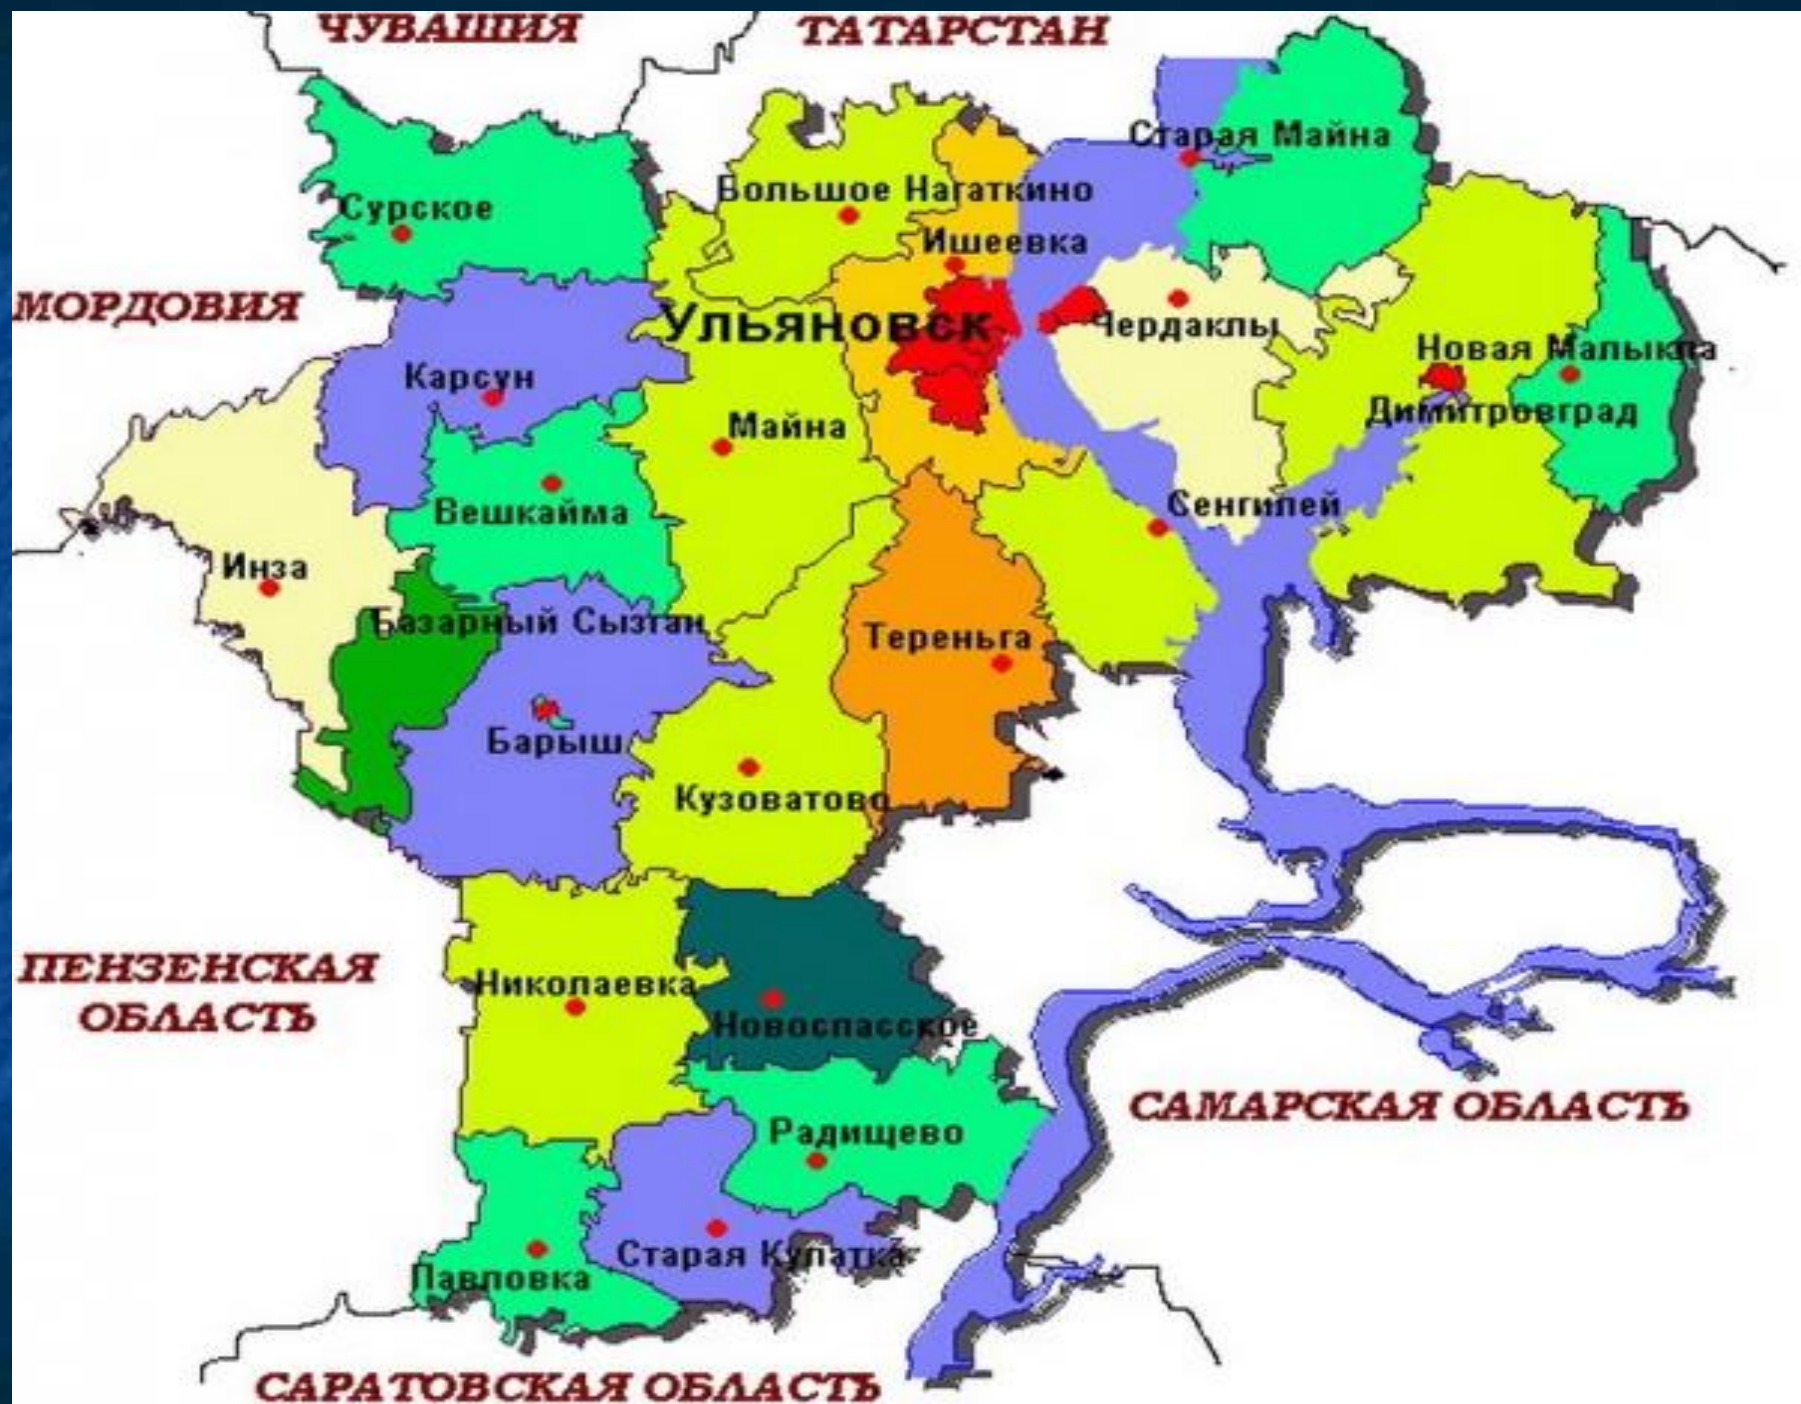 ЧУВАШИЯ
ТАТАРСТАН
Старая Майна
Большое Нагаткино
Сурское
Ишеевка
МОРДОВИЯ
Ульяновск
Чердаклы
Новая Малыкла
Карсун
Димитровград
Майна
Вешкайма
Сенгилей
Инза
Базарный Сызган
Тереньга
Барыш
Кузоватово
ПЕНЗЕНСКАЯ
ОБЛАСТЬ
Николаевка
Новоспасское
САМАРСКАЯ ОБЛАСТЬ
Радищево
Старая Кулатка
Павловка
САРАТОВСКАЯ ОБЛАСТЬ